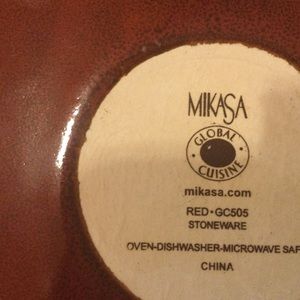 MIKASA
GLOBAL
CUISINE
mikasa.com
RED•GC505
STONEWARE
OVEN-DISHWASHER-MICROWAVE SAF
CHINA